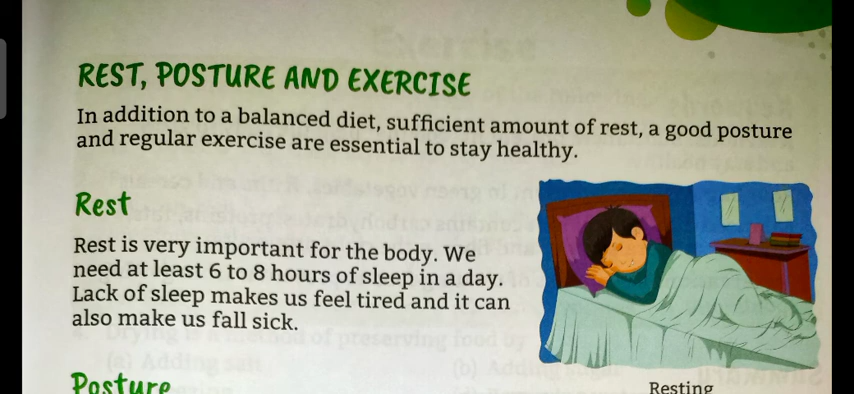 REST, POSTURE AND EXERCISE
In addition to a balanced diet, sufficient amount of rest, a good posture
and regular exercise are essential to stay healthy.
Rest
Rest is very important for the body. We
need at least 6 to 8 hours of sleep in a day.
Lack of sleep makes us feel tired and it can
also make us fall sick.
Resting
Posture